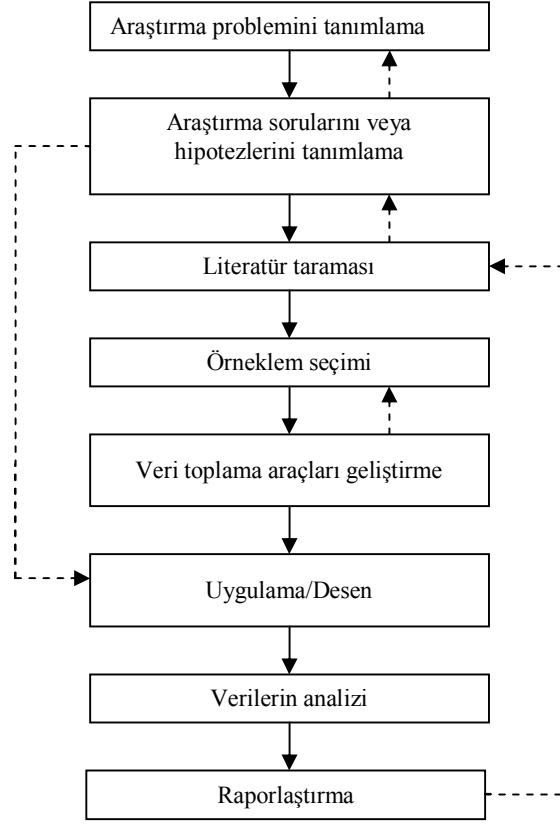 Araştırma problemini tanımlama
Araştırma sorularını veya
hipotezlerini tanımlama
Literatür taraması
Örneklem seçimi
Veri toplama araçları geliştirme
Uygulama/Desen
Verilerin analizi
Raporlaştırma